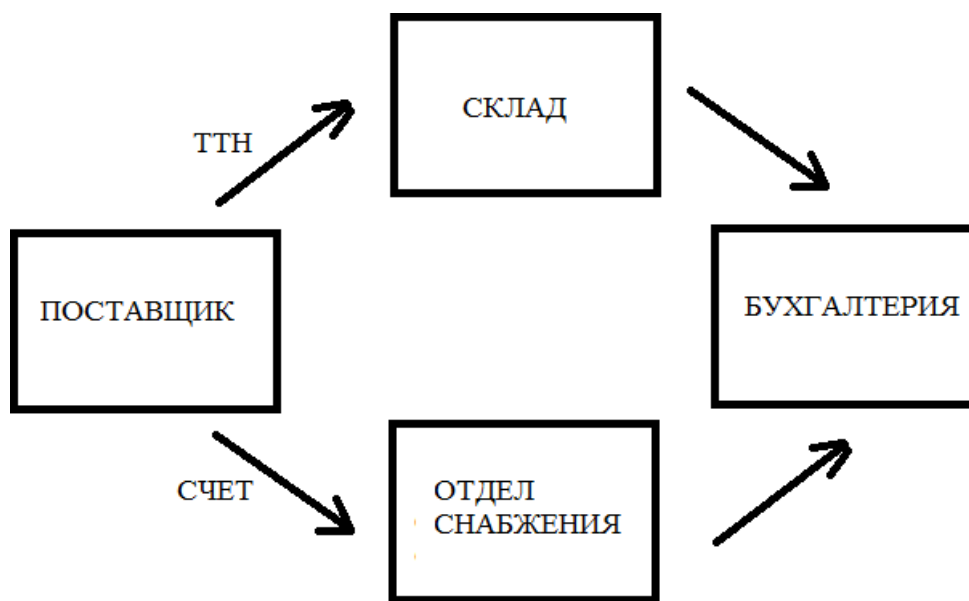 СКЛАД
ТТН
ПОСТАВЩИК
БУХГАЛТЕРИЯ
СЧЕТ
ОТДЕЛ
СНАБЖЕНИЯ